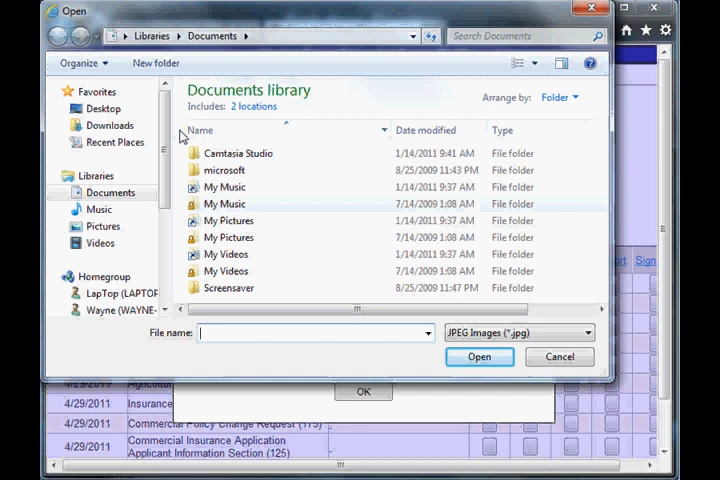 Open
Libraries Documents Search Documents
Organize New folder
Documents library
Includes: 2 locations
Arrange by: Folder
Favorites
Desktop
Downloads
Recent Places
Libraries
Documents
Music
Pictures
Videos
Homegroup
LapTop (LAPTOP
Wayne (WAYNE-
Name Date modified Type
Camtasia Studio 1/14/2011 9:41 AM File folder
microsoft 8/25/2009 11:43 PM File folder
My Music 1/14/2011 9:37 AM File folder
My Music 7/14/2009 1:08 AM File folder
My Pictures 1/14/2011 9:37 AM File folder
My Pictures 7/14/2009 1:08 AM File folder
My Videos 1/14/2011 9:37 AM File folder
My Videos 7/14/2009 1:08 AM File folder
Screensaver 8/25/2009 11:47 PM File folder
File name: JPEG Images (*.jpg)
Open Cancel
Sign
OK
4/29/2011
4/29/2011 Insurance
4/29/2011 Commercial Policy Change Request (175)
4/29/2011 Commercial Insurance Application
Applicant Information Section (125)